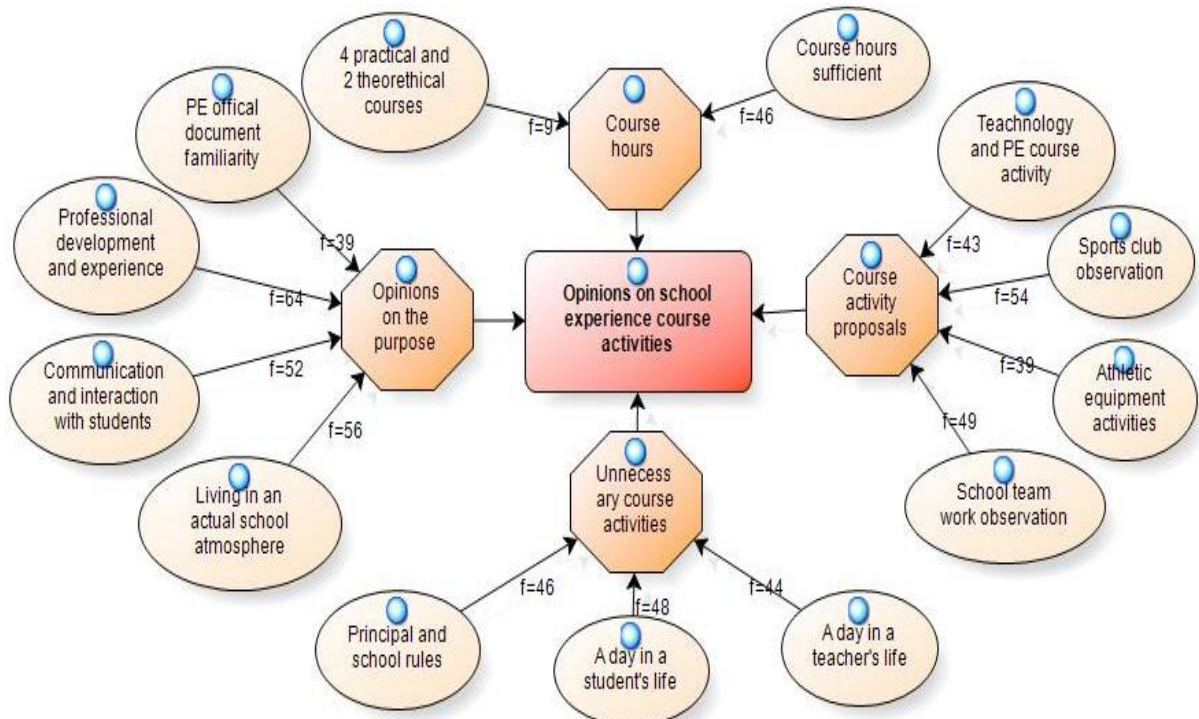 4 practical and
2 theorethical
courses
f=9
Course hours
sufficient
f=46
Course
hours
PE offical
document
familiarity
f=39
Professional
development
and experience
f=64
Communication
and interaction
with students
f=52
Living in an
actual school
atmosphere
f=56
Opinions
on the
purpose
Opinions on school
experience course
activities
Course
activity
proposals
Teachnology
and PE course
activity
f=43
Sports club
observation
f=54
Athletic
equipment
activities
f=39
School team
work observation
f=49
Unnecess
ary course
activities
Principal and
school rules
f=46
A day in a
student's life
f=48
A day in a
teacher's life
f=44